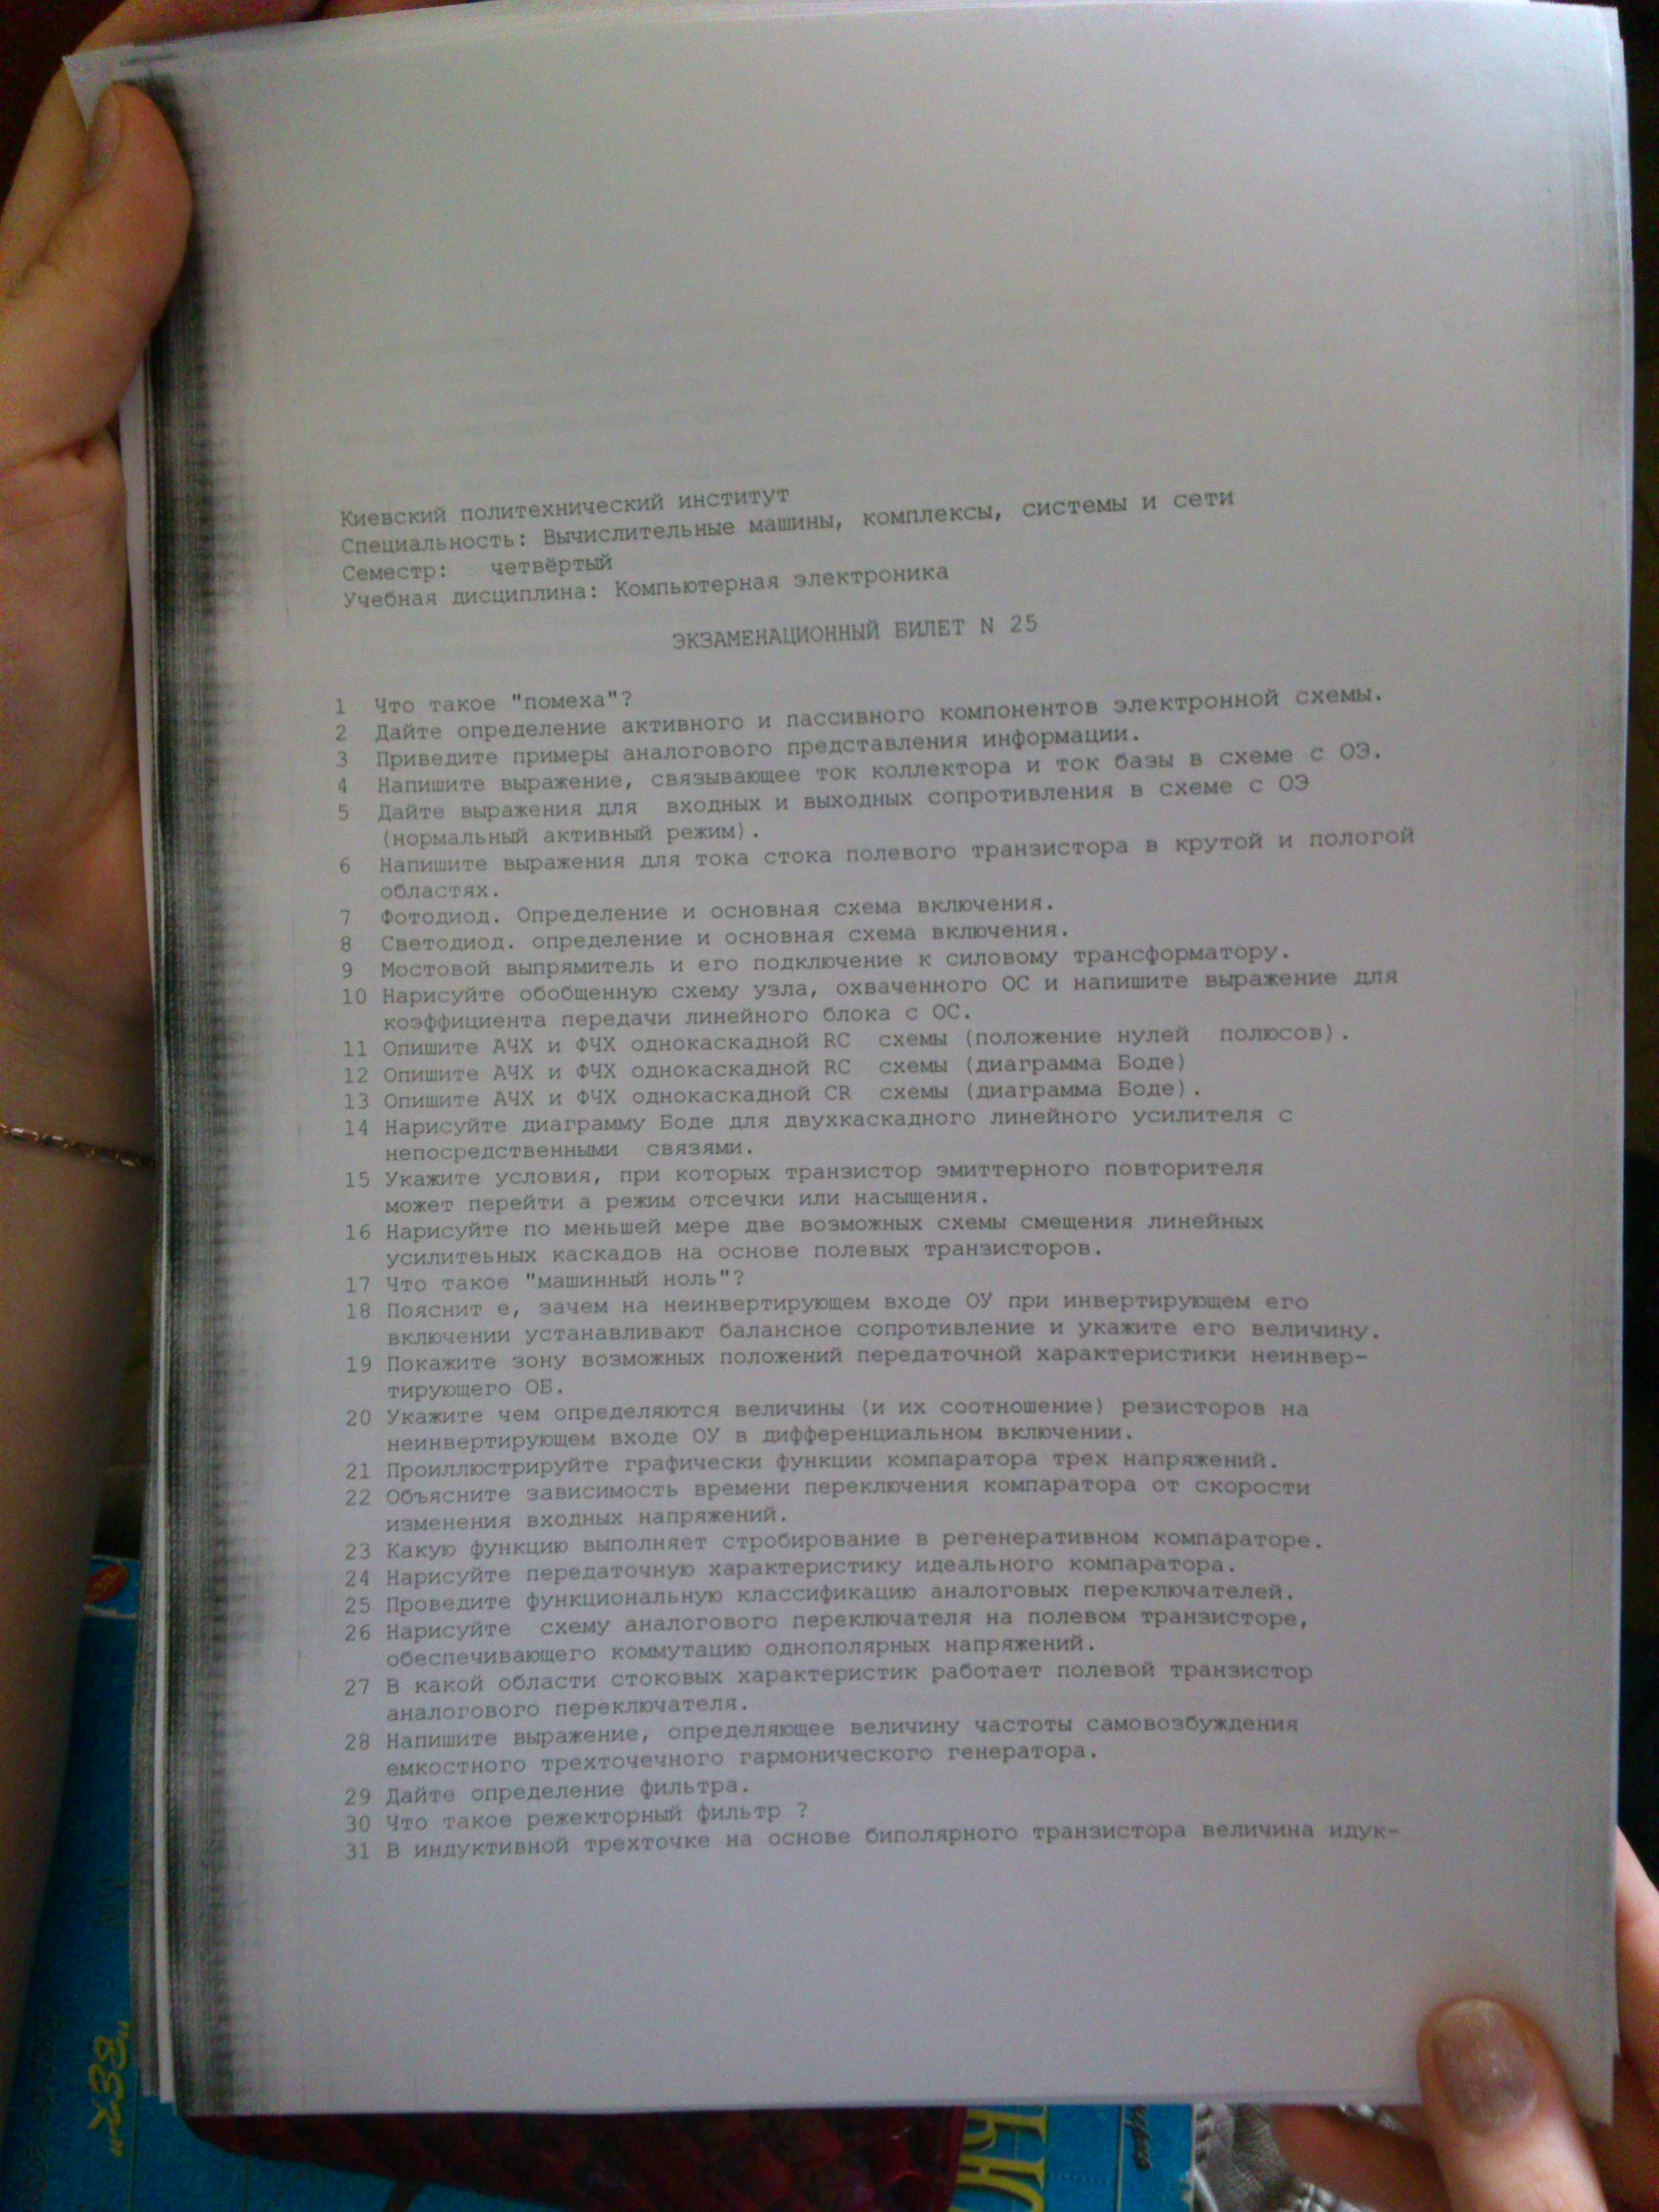 Киевский политехнический институт
Специальность: Вычислительные машины, комплексы, системы и сети
Семестр: четвёртый
Учебная дисциплина: Компьютерная электроника
ЭКЗАМЕНАЦИОННЫЙ БИЛЕТ N 25
1 Что такое "помеха"?
2 Дайте определение активного и пассивного компонентов электронной схемы.
3 Приведите примеры аналогового представления информации.
4 Напишите выражение, связывающее ток коллектора и ток базы в схеме с ОЭ.
5 Дайте выражения для входных и выходных сопротивления в схеме с ОЭ
(нормальный активный режим).
6 Напишите выражения для тока стока полевого транзистора в крутой и пологой
областях.
7 Фотодиод. Определение и основная схема включения.
8 Светодиод. определение и основная схема включения.
9 Мостовой выпрямитель и его подключение к силовому трансформатору.
10 Нарисуйте обобщенную схему узла, охваченного ОС и напишите выражение для
коэффициента передачи линейного блока с ОС.
11 Опишите АЧХ и ФЧХ однокаскадной RC схемы (положение нулей полюсов).
12 Опишите АЧХ и ФЧХ однокаскадной RC схемы (диаграмма Боде)
13 Опишите АЧХ и ФЧХ однокаскадной CR схемы (диаграмма Боде).
14 Нарисуйте диаграмму Боде для двухкаскадного линейного усилителя с
непосредственными связями.
15 Укажите условия, при которых транзистор эмиттерного повторителя
может перейти а режим отсечки или насыщения.
16 Нарисуйте по меньшей мере две возможных схемы смещения линейных
усилитеьных каскадов на основе полевых транзисторов.
17 Что такое "машинный ноль"?
18 Пояснит е, зачем на неинвертирующем входе ОУ при инвертирующем его
включении устанавливают балансное сопротивление и укажите его величину.
19 Покажите зону возможных положений передаточной характеристики неинвер-
тирующего ОБ.
20 Укажите чем определяются величины (и их соотношение) резисторов на
неинвертирующем входе ОУ в дифференциальном включении.
21 Проиллюстрируйте графически функции компаратора трех напряжений.
22 Объясните зависимость времени переключения компаратора от скорости
изменения входных напряжений.
23 Какую функцию выполняет стробирование в регенеративном компараторе.
24 Нарисуйте передаточную характеристику идеального компаратора.
25 Проведите функциональную классификацию аналоговых переключателей.
26 Нарисуйте схему аналогового переключателя на полевом транзисторе,
обеспечивающего коммутацию однополярных напряжений.
27 В какой области стоковых характеристик работает полевой транзистор
аналогового переключателя.
28 Напишите выражение, определяющее величину частоты самовозбуждения
емкостного трехточечного гармонического генератора.
29 Дайте определение фильтра.
30 Что такое режекторный фильтр ?
31 В индуктивной трехточке на основе биполярного транзистора величина идук-